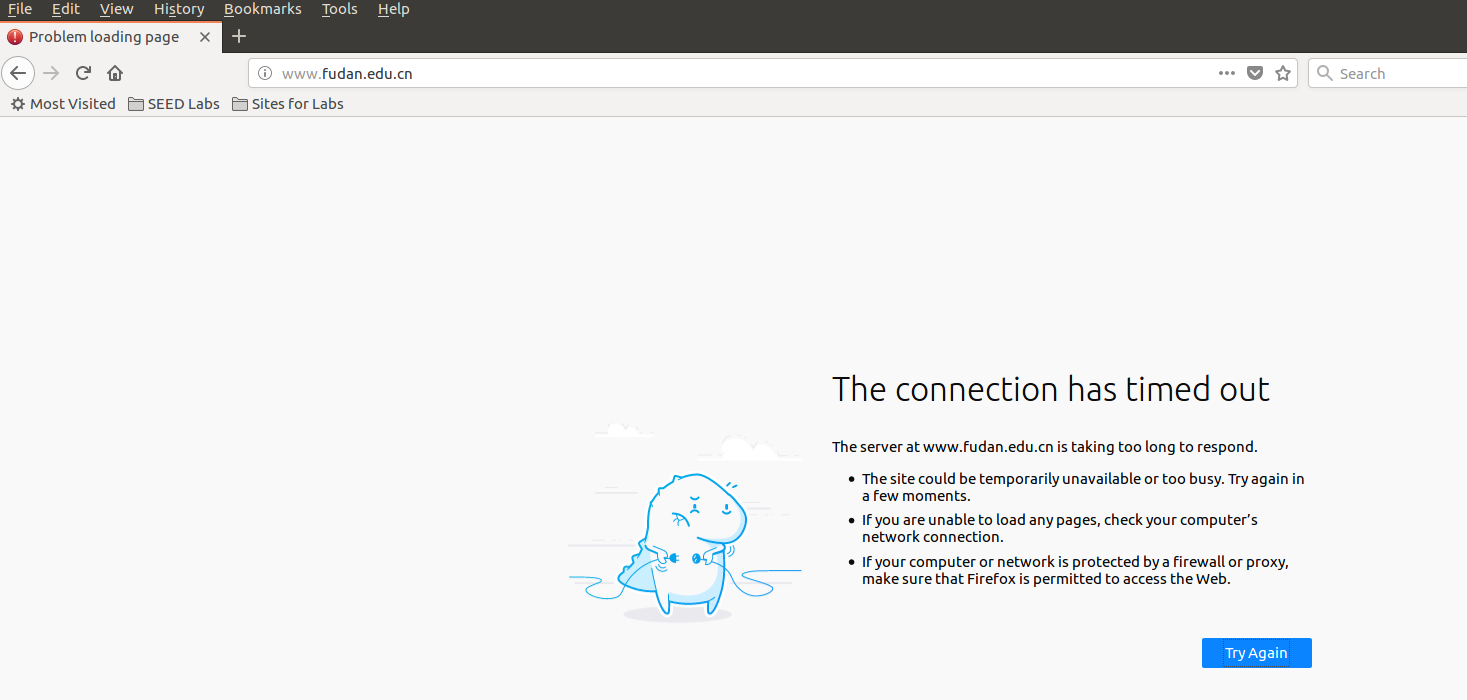 File Edit View History Bookmarks Tools Help
Problem loading page
www.fudan.edu.cn
Search
Most Visited SEED Labs Sites for Labs
The connection has timed out
The server at www.fudan.edu.cn is taking too long to respond.
The site could be temporarily unavailable or too busy. Try again in
a few moments.
If you are unable to load any pages, check your computer’s
network connection.
If your computer or network is protected by a firewall or proxy,
make sure that Firefox is permitted to access the Web.
Try Again